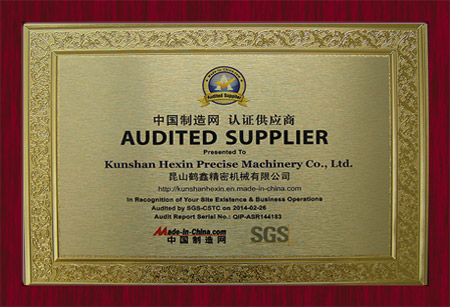 Audited Supplier
中国制造网 认证供应商
AUDITED SUPPLIER
Presented To
Kunshan Hexin Precise Machinery Co., Ltd.
昆山鹤鑫精密机械有限公司
http://kunshanhexin.en.made-in-china.com
In Recognition of Your Site Existence & Business Operations
Audited by SGS-CSTC on 2014-02-26
Audit Report Serial No.: QIP-ASR144183
Made-in-China.com
中国制造网
SGS